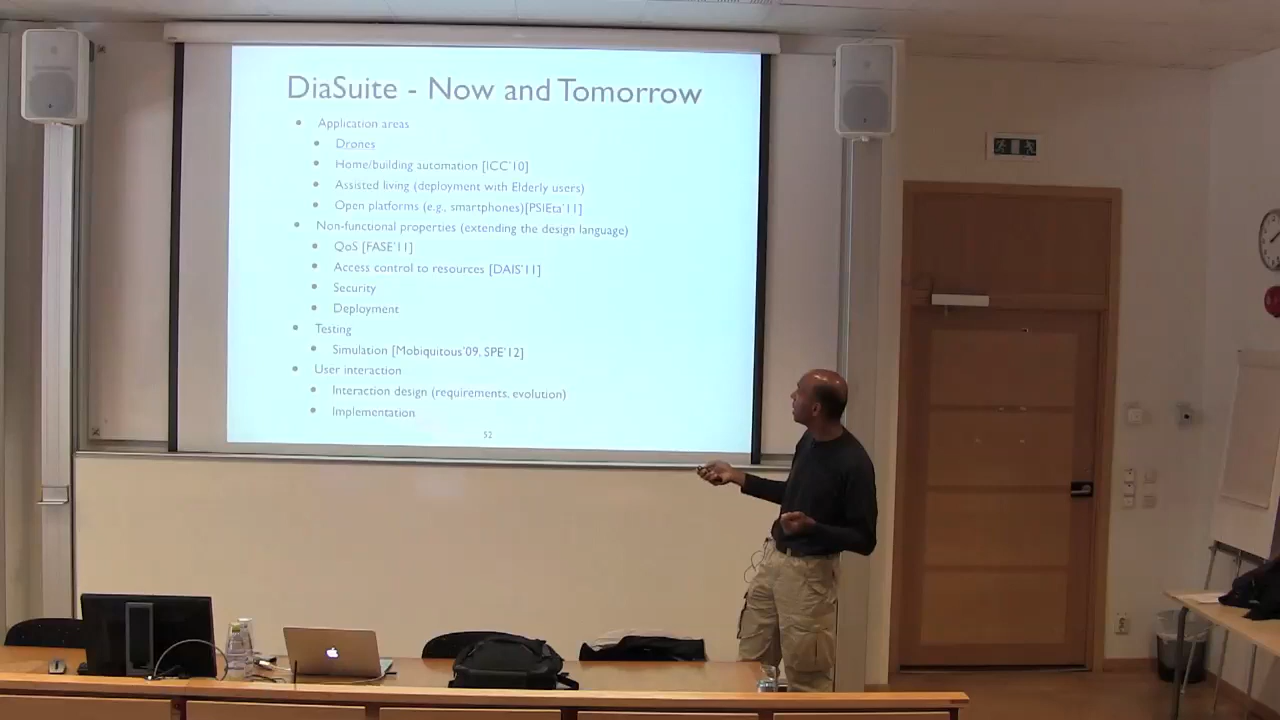 DiaSuite - Now and Tomorrow
Application areas
Drones
Home/building automation [ICC'10]
Assisted living (deployment with Elderly users)
Open platforms (e.g., smartphones)[PSIEta'11]
Non-functional properties (extending the design language)
QoS [FASE'11]
Access control to resources [DAIS'11]
Security
Deployment
Testing
Simulation [Mobiquitous'09, SPE'12]
User interaction
Interaction design (requirements, evolution)
Implementation
52